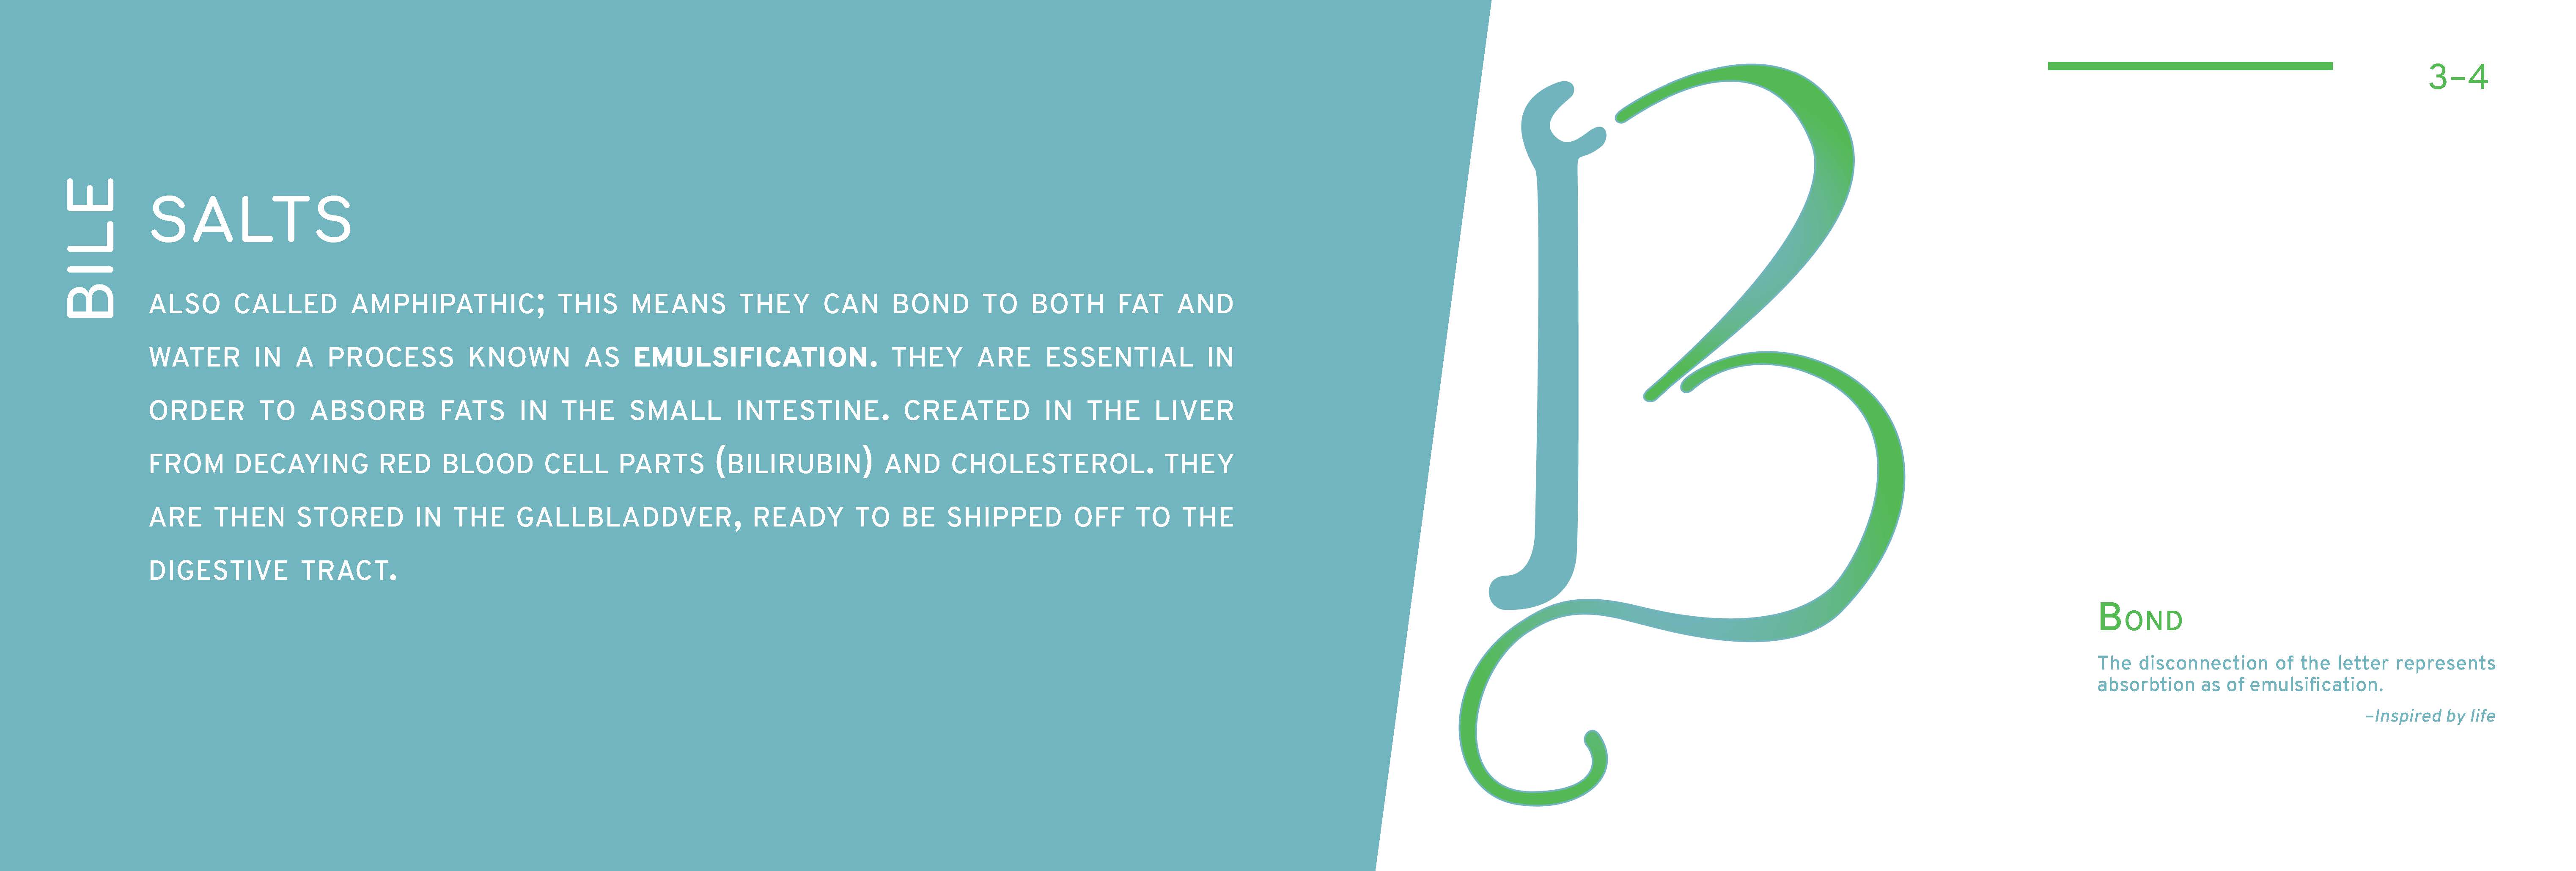 BILE
SALTS
ALSO CALLED AMPHIPATHIC; THIS MEANS THEY CAN BOND TO BOTH FAT AND
WATER IN A PROCESS KNOWN AS EMULSIFICATION. THEY ARE ESSENTIAL IN
ORDER TO ABSORB FATS IN THE SMALL INTESTINE. CREATED IN THE LIVER
FROM DECAYING RED BLOOD CELL PARTS (BILIRUBIN) AND CHOLESTEROL. THEY
ARE THEN STORED IN THE GALLBLADDVER, READY TO BE SHIPPED OFF TO THE
DIGESTIVE TRACT.
B
3-4
BOND
The disconnection of the letter represents
absorbtion as of emulsification.
–Inspired by life